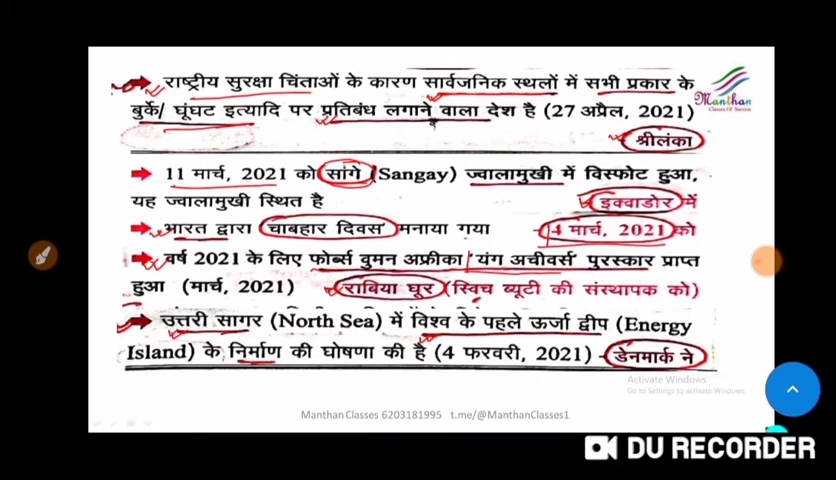 राष्ट्रीय सुरक्षा चिंताओं के कारण सार्वजनिक स्थलों में सभी प्रकार के
Manthan
Classes Of Success
बुर्के/ घूंघट इत्यादि पर प्रतिबंध लगाने वाला देश है (27 अप्रैल, 2021)
श्रीलंका
11 मार्च, 2021 को सांगे (Sangay) ज्वालामुखी में विस्फोट हुआ,
यह ज्वालामुखी स्थित है इक्वाडोर में
भारत द्वारा चाबहार दिवस मनाया गया - 4 मार्च, 2021 को
वर्ष 2021 के लिए फोर्ब्स वुमन अफ्रीका यंग अचीवर्स पुरस्कार प्राप्त
हुआ (मार्च, 2021) राबिया घूर (स्विच ब्यूटी की संस्थापक को)
उत्तरी सागर (North Sea) में विश्व के पहले ऊर्जा द्वीप (Energy
Island) के निर्माण की घोषणा की है (4 फरवरी, 2021) - डेनमार्क ने
Activate Windows
Go to Settings to activate Windows.
Manthan Classes 6203181995 t.me/@ManthanClasses1
DU RECORDER